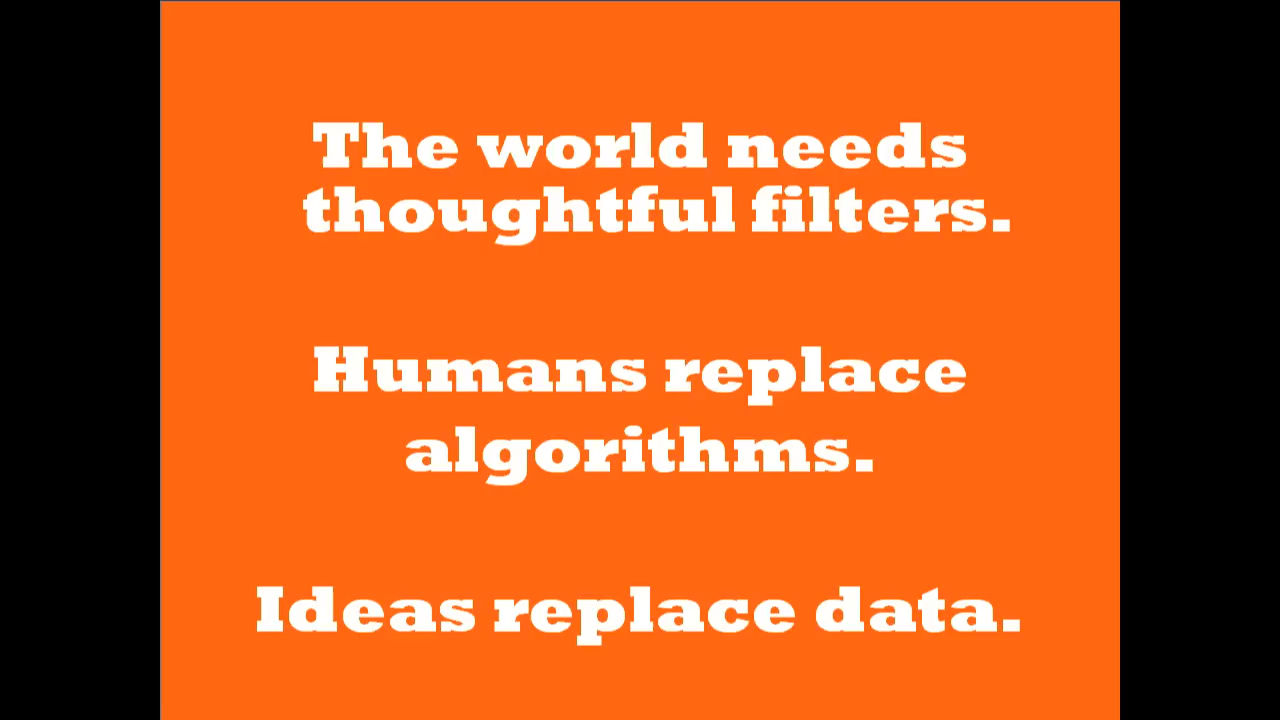 The world needs
thoughtful filters.
Humans replace
algorithms.
Ideas replace data.